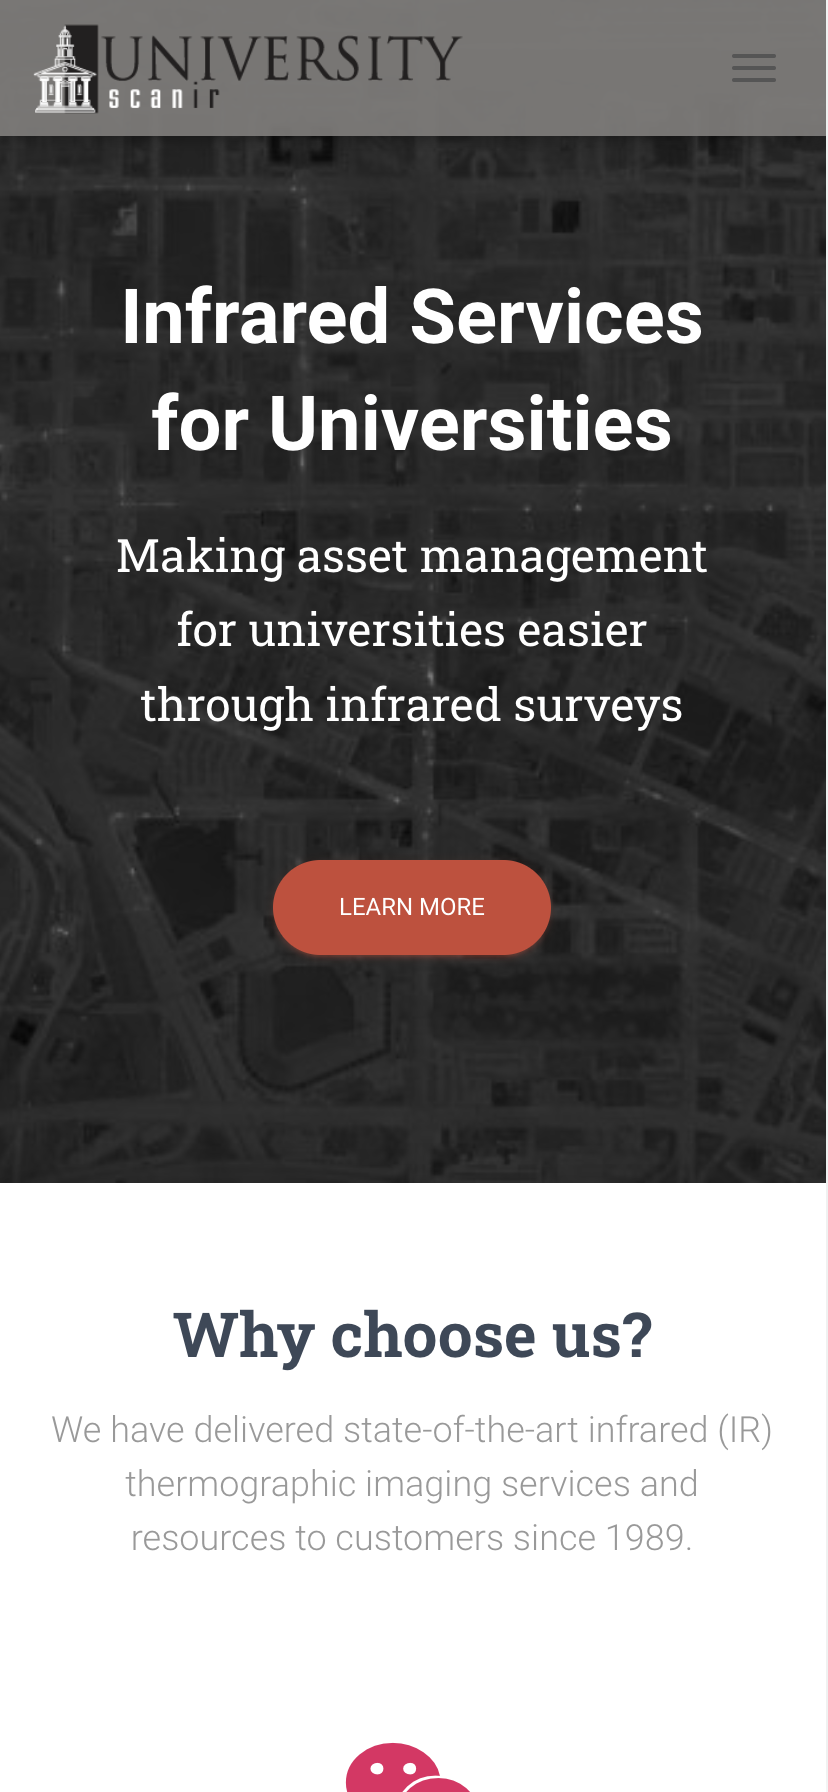 UNIVERSITY
scanir
Infrared Services
for Universities
Making asset management
for universities easier
through infrared surveys
LEARN MORE
Why choose us?
We have delivered state-of-the-art infrared (IR)
thermographic imaging services and
resources to customers since 1989.